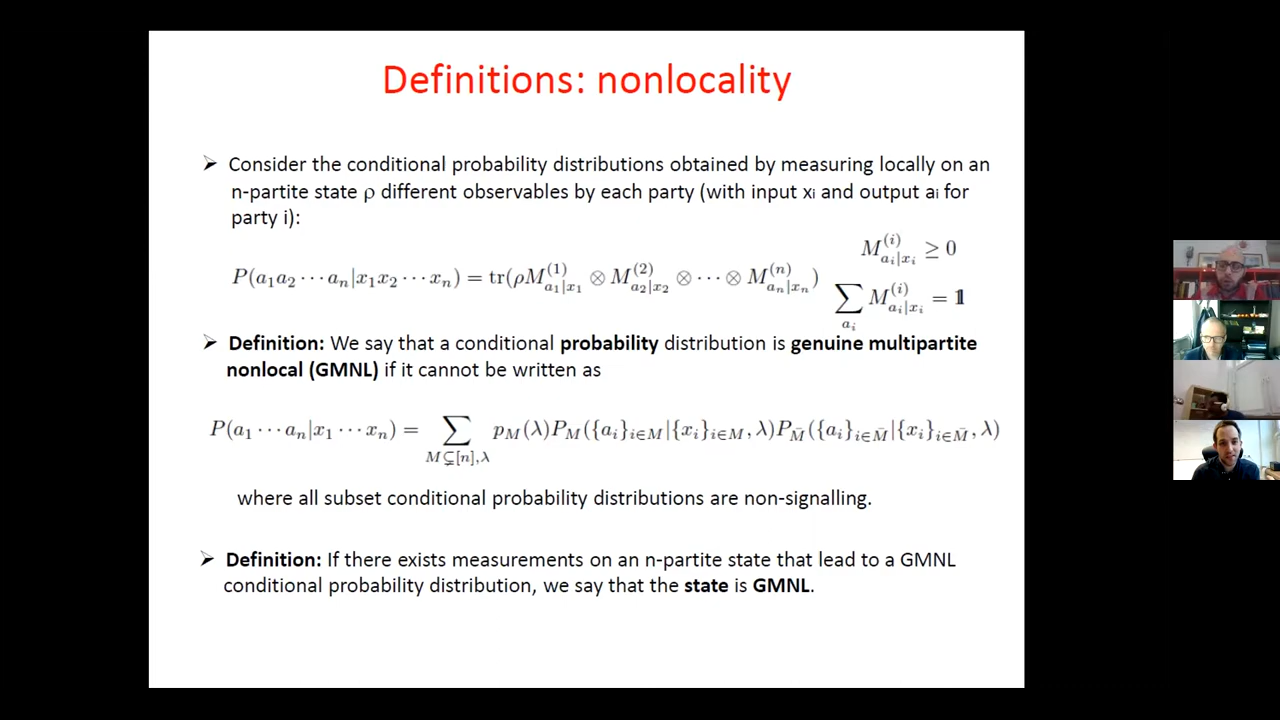 Definitions: nonlocality
➢ Consider the conditional probability distributions obtained by measuring locally on an
n-partite state ρ different observables by each party (with input xᵢ and output aᵢ for
party i):
P(a₁a₂ ⋯ aₙ|x₁x₂ ⋯ xₙ) = tr(ρM^{(1)}_{a₁|x₁} ⊗ M^{(2)}_{a₂|x₂} ⊗ ⋯ ⊗ M^{(n)}_{aₙ|xₙ})
M^{(i)}_{aᵢ|xᵢ} ≥ 0
∑_{aᵢ} M^{(i)}_{aᵢ|xᵢ} = 𝟙
➢ Definition: We say that a conditional probability distribution is genuine multipartite
nonlocal (GMNL) if it cannot be written as
P(a₁ ⋯ aₙ|x₁ ⋯ xₙ) = ∑_{M⊊[n],λ} p_M(λ)P_M({aᵢ}_{i∈M}|{xᵢ}_{i∈M}, λ)P_{M̄}({aᵢ}_{i∈M̄}|{xᵢ}_{i∈M̄}, λ)
where all subset conditional probability distributions are non-signalling.
➢ Definition: If there exists measurements on an n-partite state that lead to a GMNL
conditional probability distribution, we say that the state is GMNL.